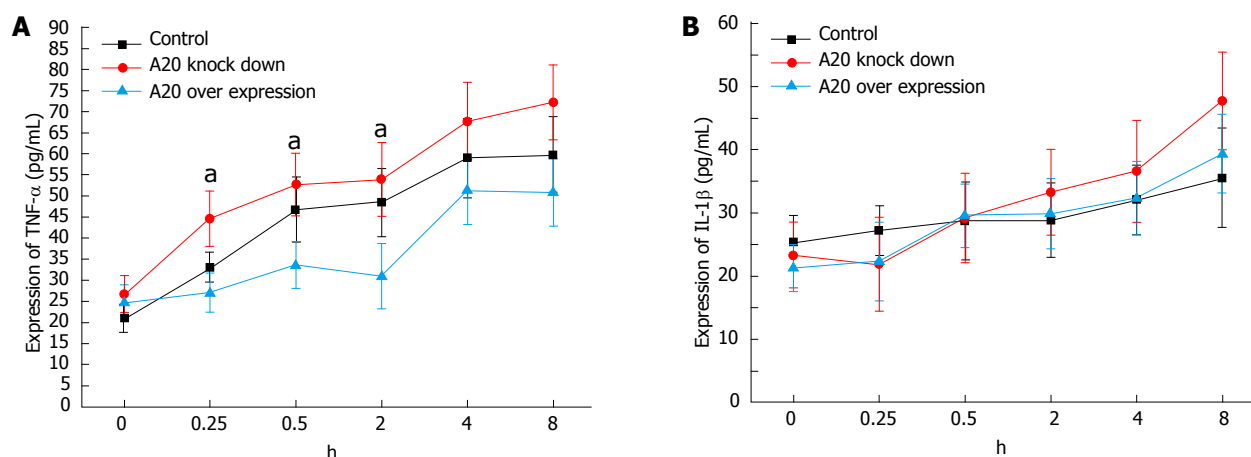 A
Control
A20 knock down
A20 over expression
Expression of TNF-α (pg/mL)
90
85
80
75
70
65
60
55
50
45
40
35
30
25
20
15
10
5
0
a
a
a
0 0.25 0.5 2 4 8
h
B
Control
A20 knock down
A20 over expression
Expression of IL-1β (pg/mL)
60
50
40
30
20
10
0
0 0.25 0.5 2 4 8
h